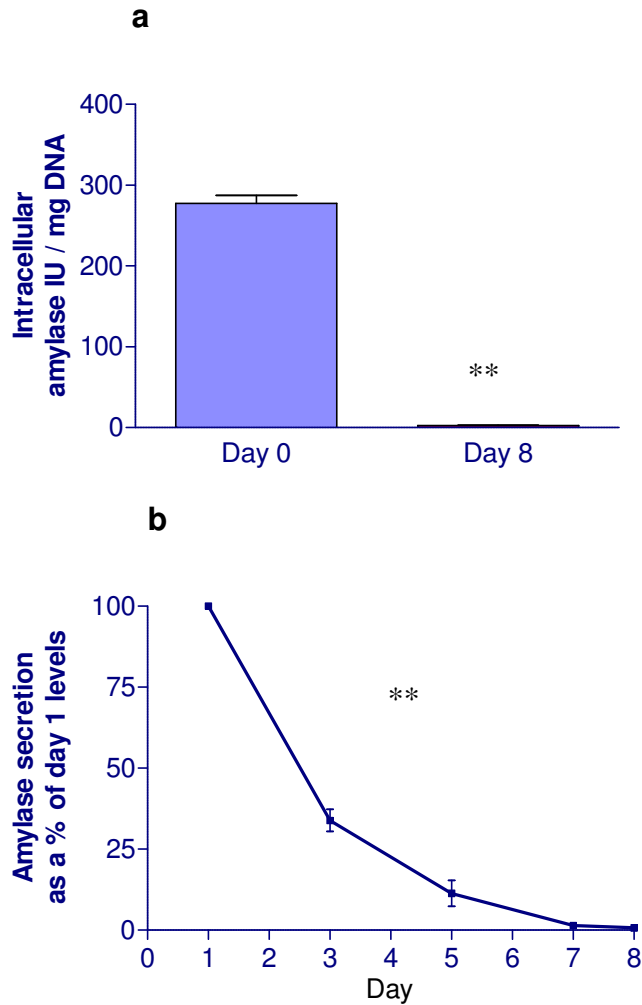 a
Intracellular
amylase IU / mg DNA
400
300
200
100
0
**
Day 0
Day 8
b
Amylase secretion
as a % of day 1 levels
100
75
50
25
0
**
0 1 2 3 4 5 6 7 8
Day